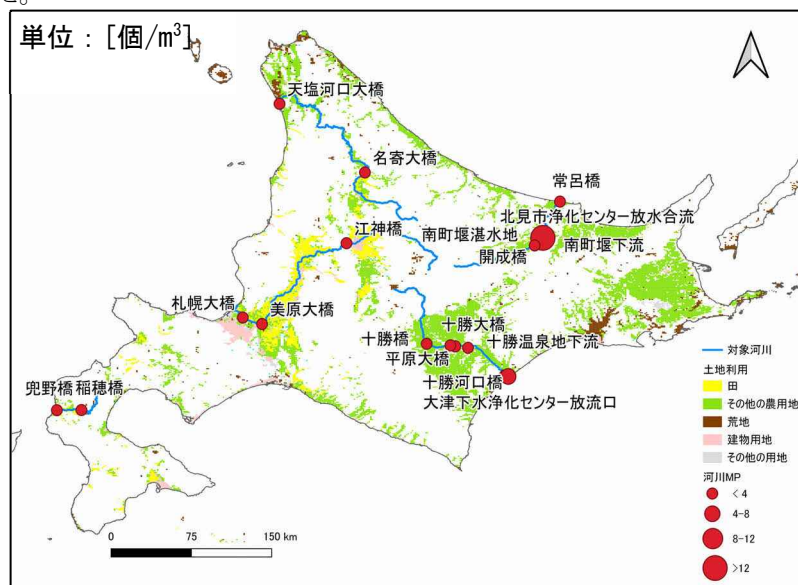 と。
単位：[個/m³]
天塩河口大橋
名寄大橋
常呂橋
北見市浄化センター放水合流
南町堰湛水地
江神橋
南町堰下流
開成橋
札幌大橋
美原大橋
十勝橋
十勝大橋
十勝温泉地下流
平原大橋
十勝河口橋
大津下水浄化センター放流口
兜野橋
稲穂橋
対象河川
土地利用
田
その他の農用地
荒地
建物用地
その他の用地
河川MP
< 4
4-8
8-12
>12
0 75 150 km